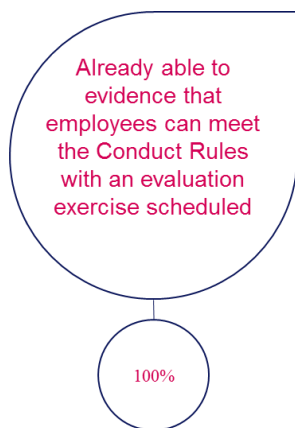 Already able to
evidence that
employees can meet
the Conduct Rules
with an evaluation
exercise scheduled
100%